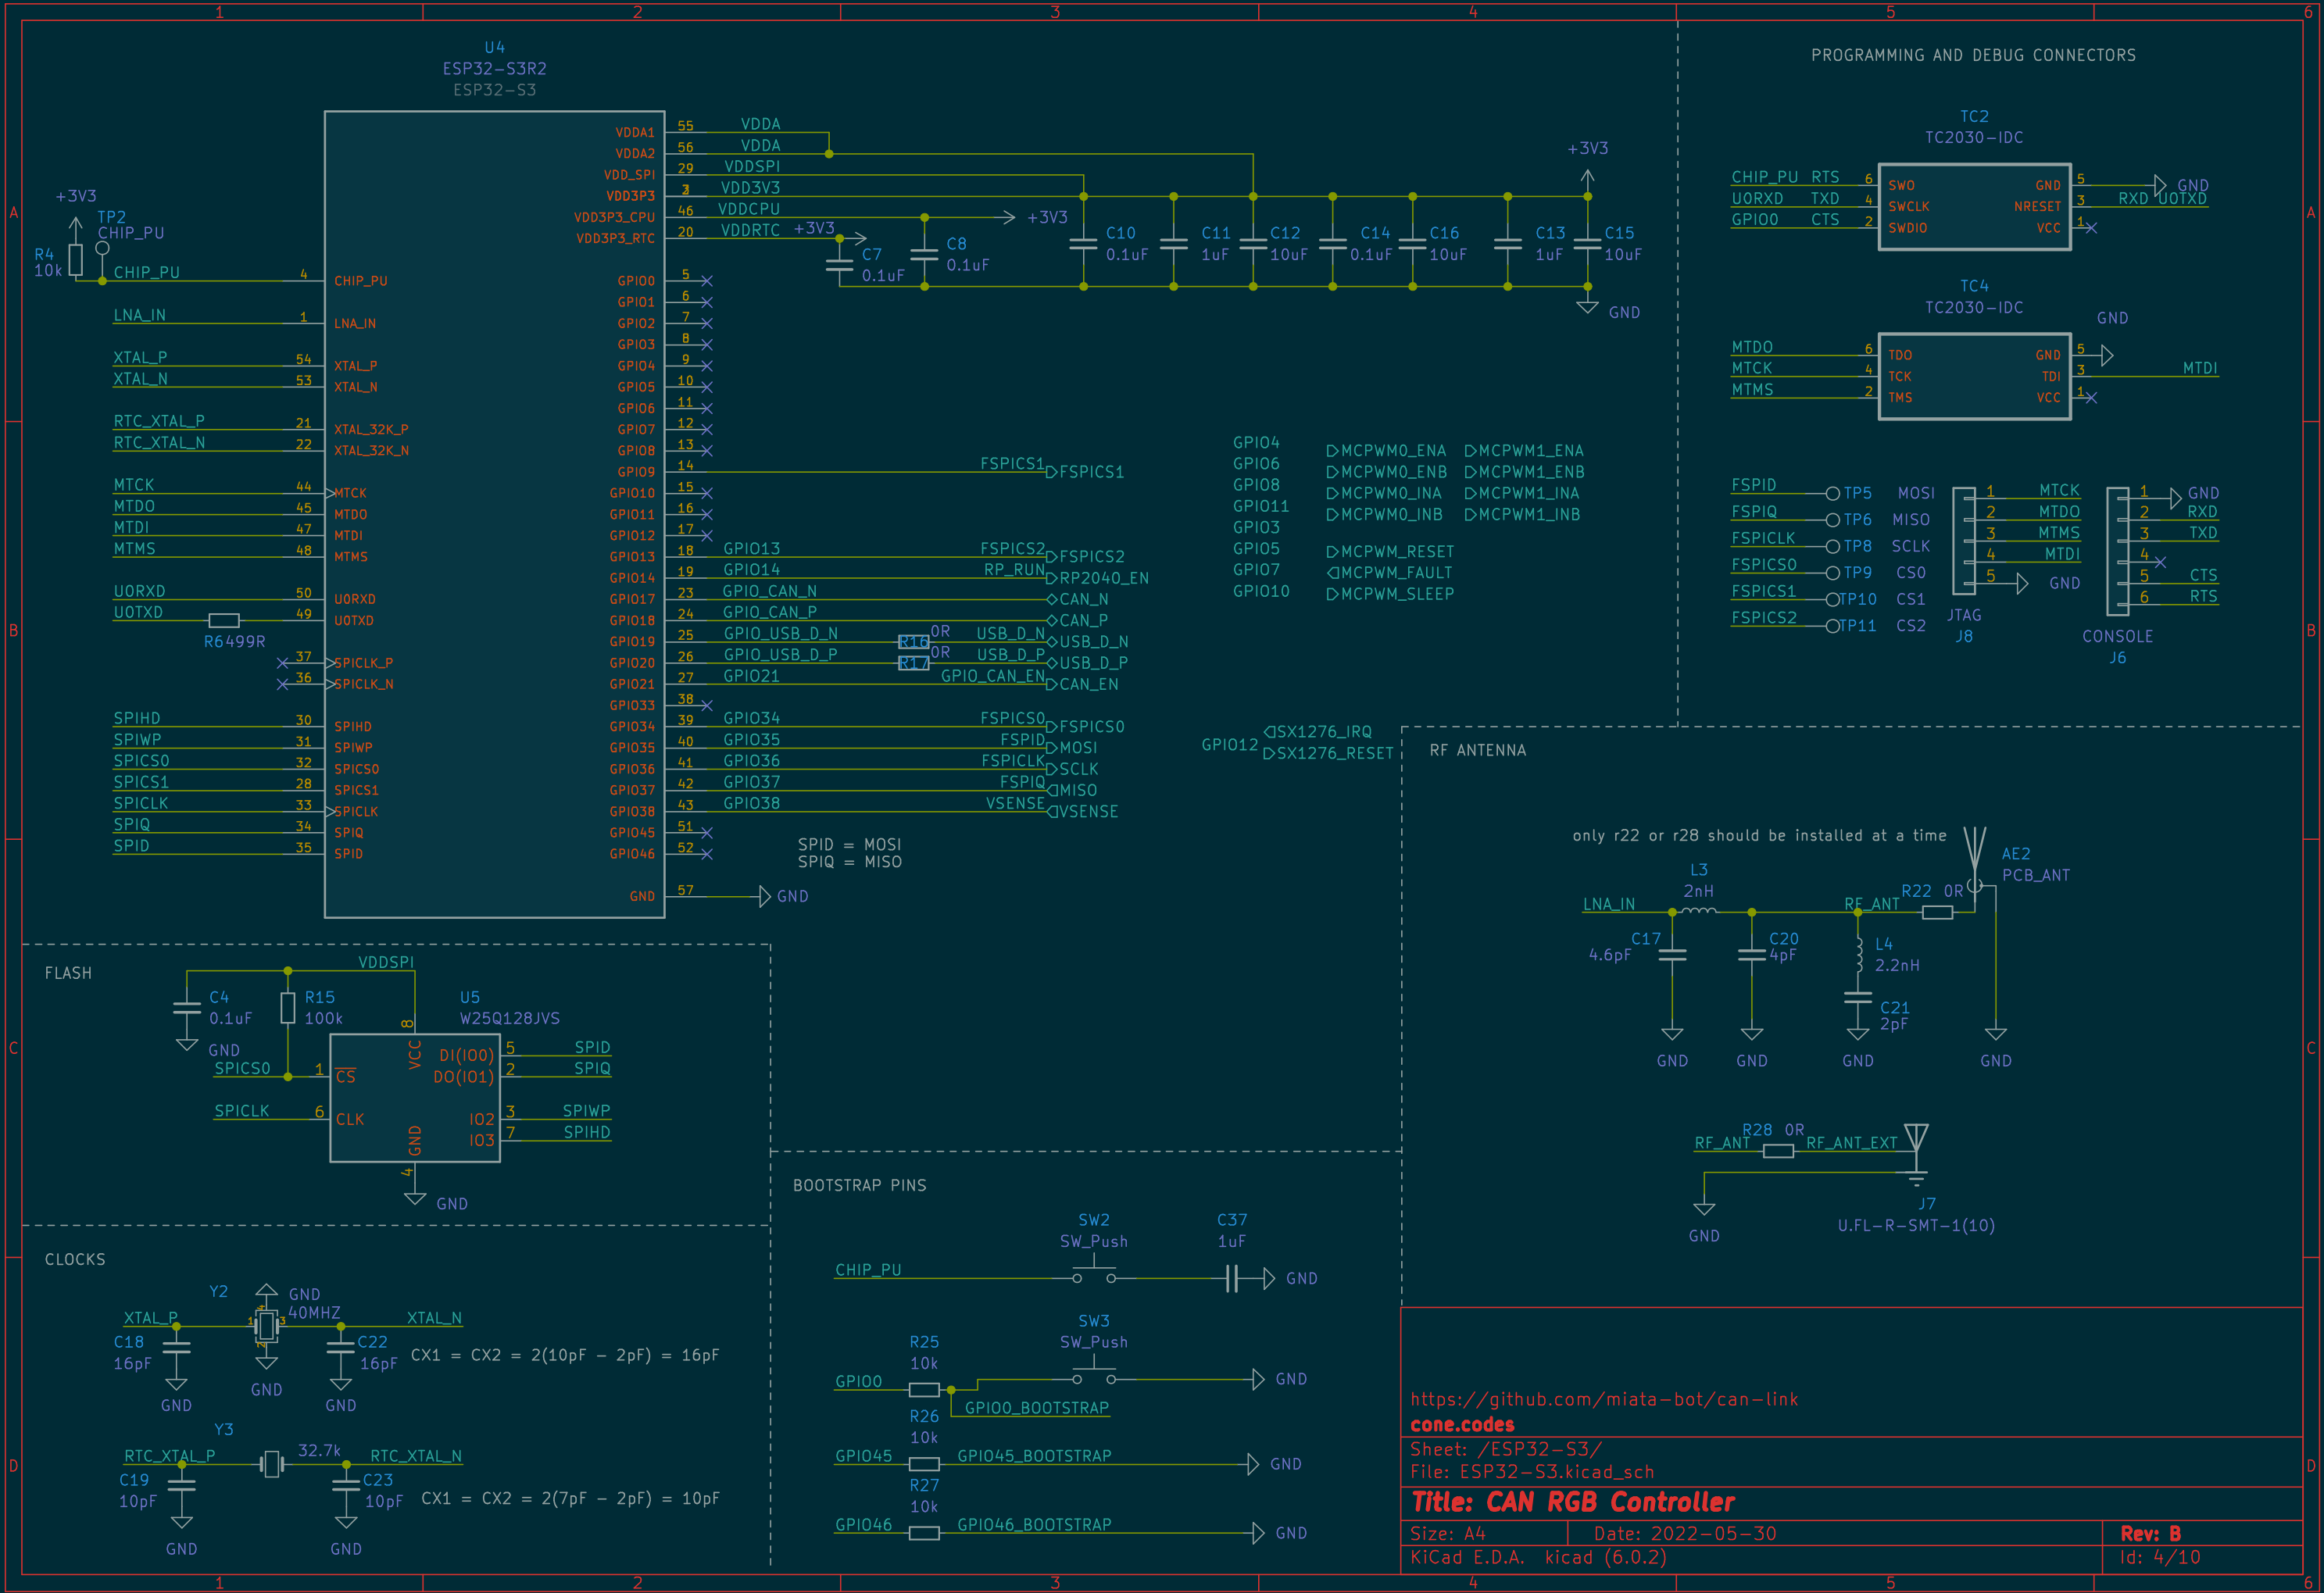 1 2 3 4 5 6
A
B
C
D
U4
ESP32-S3R2
ESP32-S3
VDDA1 55 VDDA
VDDA2 56 VDDA
VDD_SPI 29 VDDSPI
VDD3P3 VDD3V3
VDD3P3_CPU 46 VDDCPU +3V3
VDD3P3_RTC 20 VDDRTC +3V3
GPIO0 5
GPIO1 6
GPIO2 7
GPIO3 8
GPIO4 9
GPIO5 10
GPIO6 11
GPIO7 12
GPIO8 13
GPIO9 14 FSPICS1 FSPICS1
GPIO10 15
GPIO11 16
GPIO12 17
GPIO13 18 GPIO13 FSPICS2 FSPICS2
GPIO14 19 GPIO14 RP_RUN RP2040_EN
GPIO17 23 GPIO_CAN_N CAN_N
GPIO18 24 GPIO_CAN_P CAN_P
GPIO19 25 GPIO_USB_D_N R16 0R USB_D_N USB_D_N
GPIO20 26 GPIO_USB_D_P R17 0R USB_D_P USB_D_P
GPIO21 27 GPIO21 GPIO_CAN_EN CAN_EN
GPIO33 38
GPIO34 39 GPIO34 FSPICS0 FSPICS0
GPIO35 40 GPIO35 FSPID MOSI
GPIO36 41 GPIO36 FSPICLK SCLK
GPIO37 42 GPIO37 FSPIQ MISO
GPIO38 43 GPIO38 VSENSE VSENSE
GPIO45 51
GPIO46 52
GND 57 GND
SPID = MOSI
SPIQ = MISO
+3V3
TP2
CHIP_PU
R4
10k
CHIP_PU 4 CHIP_PU
LNA_IN 1 LNA_IN
XTAL_P 54 XTAL_P
XTAL_N 53 XTAL_N
RTC_XTAL_P 21 XTAL_32K_P
RTC_XTAL_N 22 XTAL_32K_N
MTCK 44 MTCK
MTDO 45 MTDO
MTDI 47 MTDI
MTMS 48 MTMS
U0RXD 50 U0RXD
U0TXD 49 U0TXD
R6 499R
37 SPICLK_P
36 SPICLK_N
SPIHD 30 SPIHD
SPIWP 31 SPIWP
SPICS0 32 SPICS0
SPICS1 28 SPICS1
SPICLK 33 SPICLK
SPIQ 34 SPIQ
SPID 35 SPID
C7
0.1uF
C8
0.1uF
C10
0.1uF
C11
1uF
C12
10uF
C14
0.1uF
C16
10uF
C13
1uF
C15
10uF
+3V3
GND
GPIO4
GPIO6
GPIO8
GPIO11
GPIO3
GPIO5
GPIO7
GPIO10
MCPWM0_ENA MCPWM1_ENA
MCPWM0_ENB MCPWM1_ENB
MCPWM0_INA MCPWM1_INA
MCPWM0_INB MCPWM1_INB
MCPWM_RESET
MCPWM_FAULT
MCPWM_SLEEP
GPIO12
SX1276_IRQ
SX1276_RESET
PROGRAMMING AND DEBUG CONNECTORS
TC2
TC2030-IDC
CHIP_PU RTS 6 SWO GND 5 GND
U0RXD TXD 4 SWCLK NRESET 3 RXD U0TXD
GPIO0 CTS 2 SWDIO VCC 1
TC4
TC2030-IDC
GND
MTDO 6 TDO GND 5
MTCK 4 TCK TDI 3 MTDI
MTMS 2 TMS VCC 1
FSPID TP5 MOSI
FSPIQ TP6 MISO
FSPICLK TP8 SCLK
FSPICS0 TP9 CS0
FSPICS1 TP10 CS1
FSPICS2 TP11 CS2
1 MTCK
2 MTDO
3 MTMS
4 MTDI
5 GND
JTAG
J8
1 GND
2 RXD
3 TXD
4
5 CTS
6 RTS
CONSOLE
J6
RF ANTENNA
only r22 or r28 should be installed at a time
AE2
PCB_ANT
L3
2nH
LNA_IN RF_ANT R22 0R
C17
4.6pF
C20
4pF
L4
2.2nH
C21
2pF
GND GND GND GND
R28 0R
RF_ANT RF_ANT_EXT
J7
U.FL-R-SMT-1(10)
GND
FLASH
VDDSPI
C4
0.1uF
GND
R15
100k
U5
W25Q128JVS
8 VCC
SPICS0 1 CS
SPICLK 6 CLK
DI(IO0) 5 SPID
DO(IO1) 2 SPIQ
IO2 3 SPIWP
IO3 7 SPIHD
GND 4
GND
CLOCKS
Y2
GND
40MHZ
XTAL_P 1 3 XTAL_N
4
2
C18
16pF
C22
16pF
CX1 = CX2 = 2(10pF - 2pF) = 16pF
GND GND GND
Y3
32.7k
RTC_XTAL_P RTC_XTAL_N
C19
10pF
C23
10pF
CX1 = CX2 = 2(7pF - 2pF) = 10pF
GND GND
BOOTSTRAP PINS
SW2
SW_Push
C37
1uF
CHIP_PU GND
SW3
SW_Push
R25
10k
GPIO0 GND
GPIO0_BOOTSTRAP
R26
10k
GPIO45 GPIO45_BOOTSTRAP GND
R27
10k
GPIO46 GPIO46_BOOTSTRAP GND
https://github.com/miata-bot/can-link
cone.codes
Sheet: /ESP32-S3/
File: ESP32-S3.kicad_sch
Title: CAN RGB Controller
Size: A4 Date: 2022-05-30 Rev: B
KiCad E.D.A. kicad (6.0.2) Id: 4/10
1 2 3 4 5 6
A
B
C
D